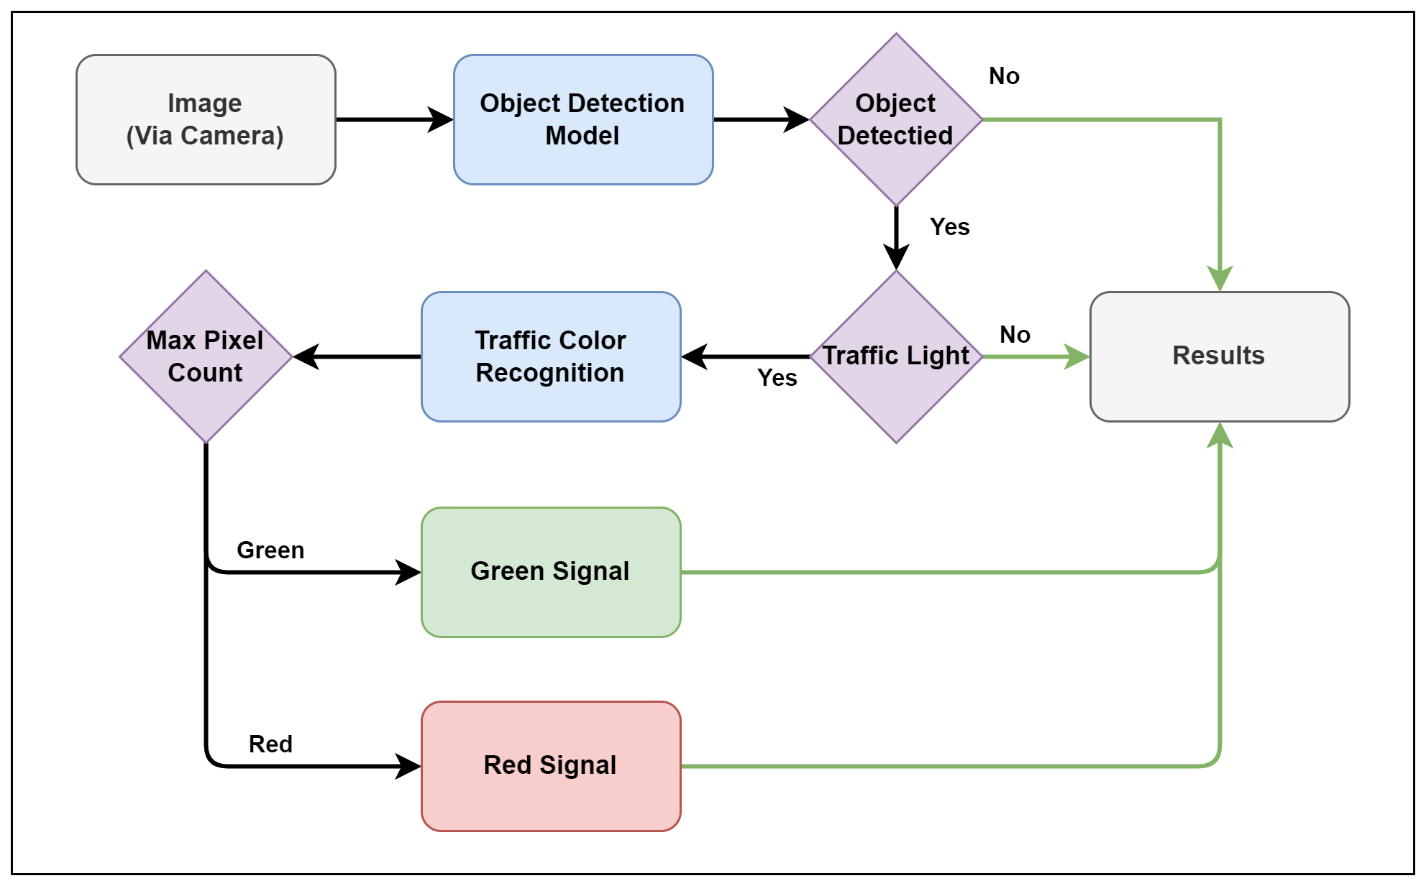 Image
(Via Camera)
Object Detection
Model
Object
Detectied
No
Yes
Max Pixel
Count
Traffic Color
Recognition
Yes
Traffic Light
No
Results
Green
Green Signal
Red
Red Signal